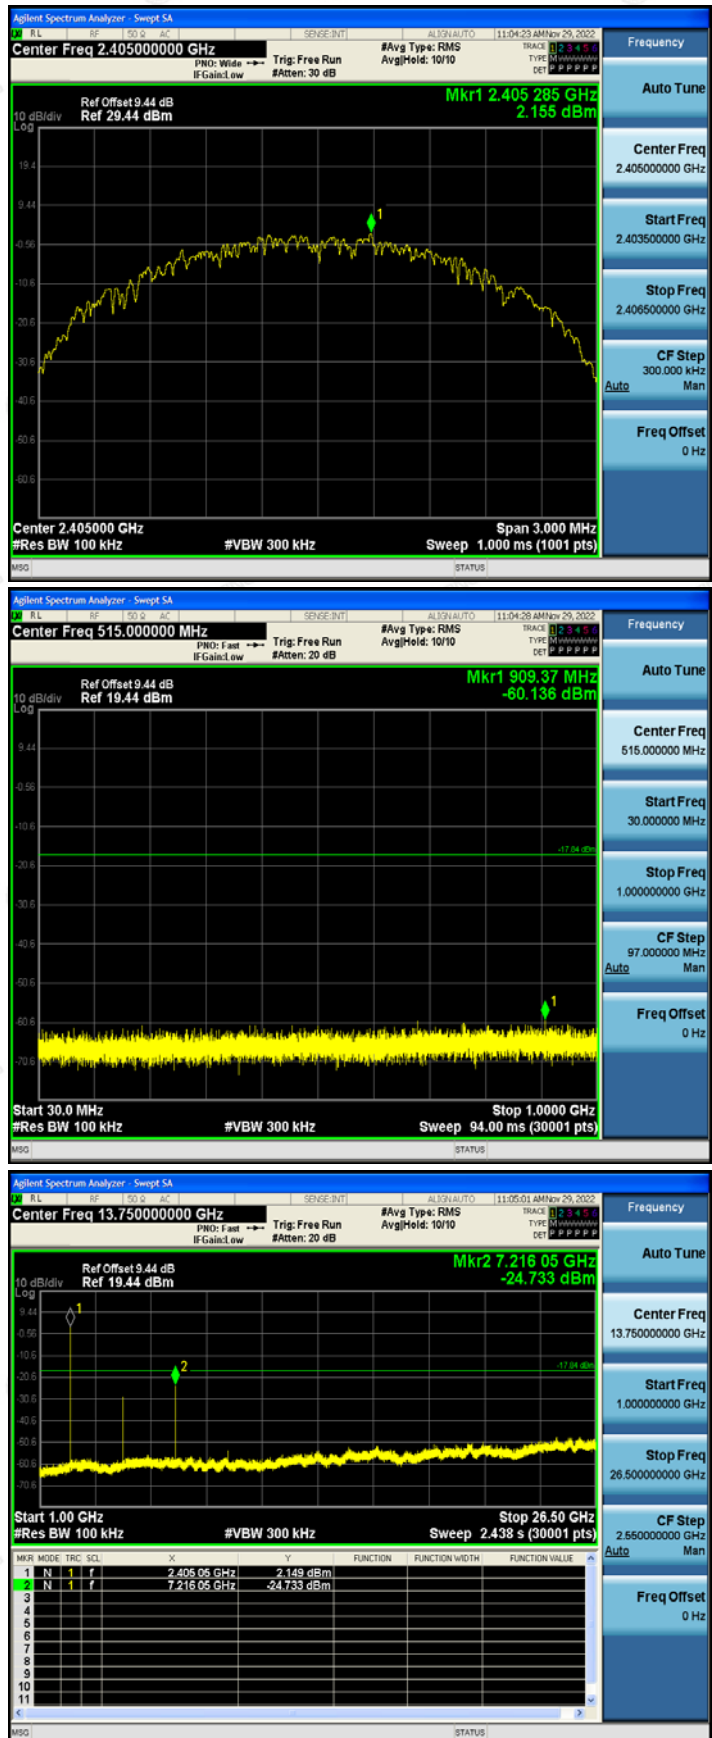 Agilent Spectrum Analyzer - Swept SA
RL RF 50 Ω AC SENSE:INT ALIGN AUTO 11:04:23 AM Nov 29, 2022
Center Freq 2.405000000 GHz #Avg Type: RMS TRACE 1 2 3 4 5 6 Frequency
PNO: Wide Trig: Free Run Avg|Hold: 10/10 TYPE M
IFGain:Low #Atten: 30 dB DET P P P P P P
Auto Tune
Mkr1 2.405 285 GHz
Ref Offset 9.44 dB 2.155 dBm
10 dB/div Ref 29.44 dBm
Log
1
Center Freq
2.405000000 GHz
19.4
9.44
-0.56
-10.6
-20.6
-30.6
-40.6
-50.6
-60.6
Start Freq
2.403500000 GHz
Stop Freq
2.406500000 GHz
CF Step
300.000 kHz
Auto Man
Freq Offset
0 Hz
Center 2.405000 GHz Span 3.000 MHz
#Res BW 100 kHz #VBW 300 kHz Sweep 1.000 ms (1001 pts)
MSG STATUS
Agilent Spectrum Analyzer - Swept SA
RL RF 50 Ω AC SENSE:INT ALIGN AUTO 11:04:28 AM Nov 29, 2022
Center Freq 515.000000 MHz #Avg Type: RMS TRACE 1 2 3 4 5 6 Frequency
PNO: Fast Trig: Free Run Avg|Hold: 10/10 TYPE M
IFGain:Low #Atten: 20 dB DET P P P P P P
Auto Tune
Mkr1 909.37 MHz
Ref Offset 9.44 dB -60.136 dBm
10 dB/div Ref 19.44 dBm
Log
Center Freq
515.000000 MHz
9.44
-0.56
-10.6
-17.84 dBm
-20.6
-30.6
-40.6
-50.6
1
-60.6
-70.6
Start Freq
30.000000 MHz
Stop Freq
1.000000000 GHz
CF Step
97.000000 MHz
Auto Man
Freq Offset
0 Hz
Start 30.0 MHz Stop 1.0000 GHz
#Res BW 100 kHz #VBW 300 kHz Sweep 94.00 ms (30001 pts)
MSG STATUS
Agilent Spectrum Analyzer - Swept SA
RL RF 50 Ω AC SENSE:INT ALIGN AUTO 11:05:01 AM Nov 29, 2022
Center Freq 13.750000000 GHz #Avg Type: RMS TRACE 1 2 3 4 5 6 Frequency
PNO: Fast Trig: Free Run Avg|Hold: 10/10 TYPE M
IFGain:Low #Atten: 20 dB DET P P P P P P
Auto Tune
Mkr2 7.216 05 GHz
Ref Offset 9.44 dB -24.733 dBm
10 dB/div Ref 19.44 dBm
Log
1
Center Freq
13.750000000 GHz
9.44
-0.56
-10.6
-17.84 dBm
2
-20.6
-30.6
-40.6
-50.6
-60.6
-70.6
Start Freq
1.000000000 GHz
Stop Freq
26.500000000 GHz
CF Step
2.550000000 GHz
Auto Man
Freq Offset
0 Hz
Start 1.00 GHz Stop 26.50 GHz
#Res BW 100 kHz #VBW 300 kHz Sweep 2.438 s (30001 pts)
MKR MODE TRC SCL X Y FUNCTION FUNCTION WIDTH FUNCTION VALUE
1 N 1 f 2.405 05 GHz 2.149 dBm
2 N 1 f 7.216 05 GHz -24.733 dBm
3
4
5
6
7
8
9
10
11
MSG STATUS